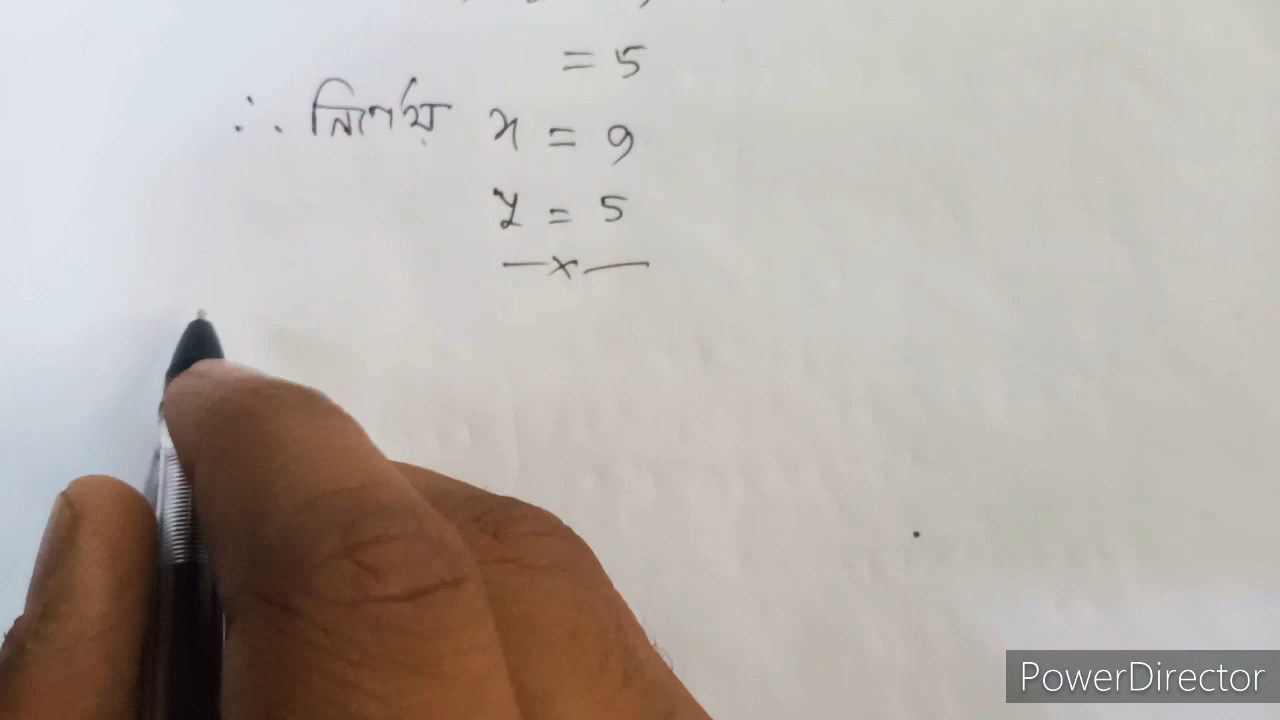 = 5
∴ নির্ণেয় x = 9
y = 5
—×—
PowerDirector